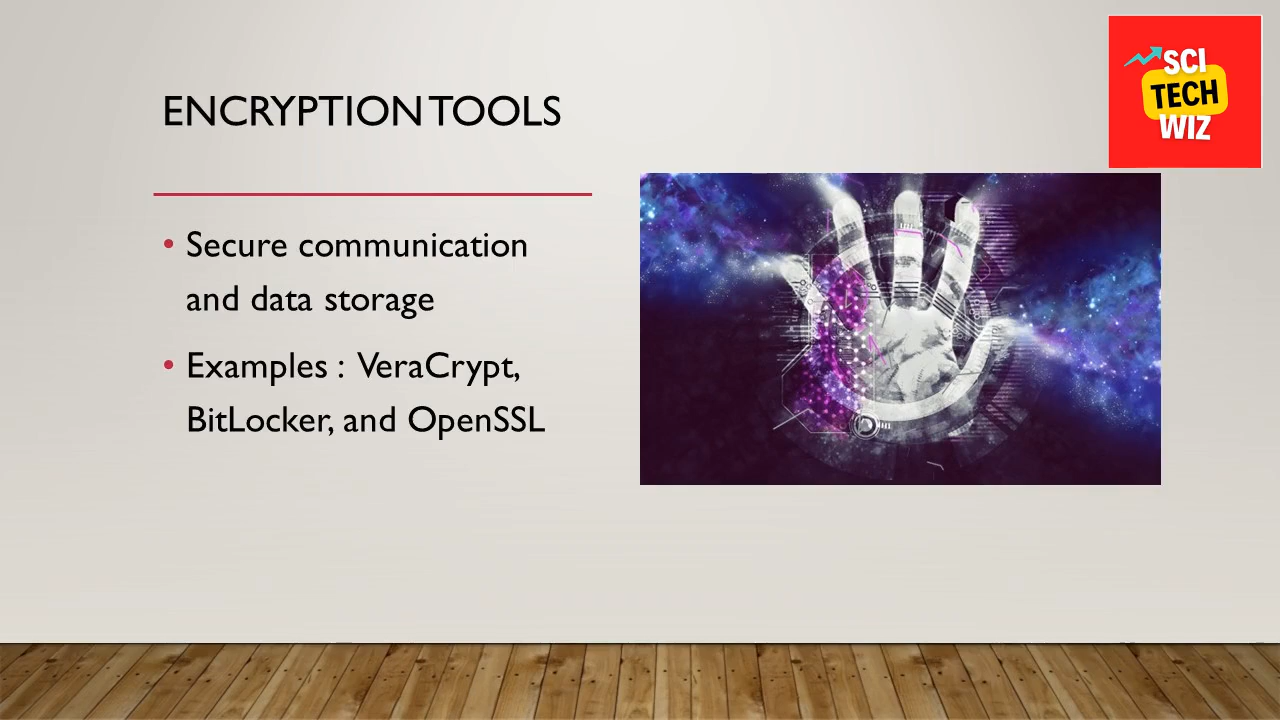 ENCRYPTION TOOLS
SCI
TECH
WIZ
• Secure communication
and data storage
• Examples : VeraCrypt,
BitLocker, and OpenSSL